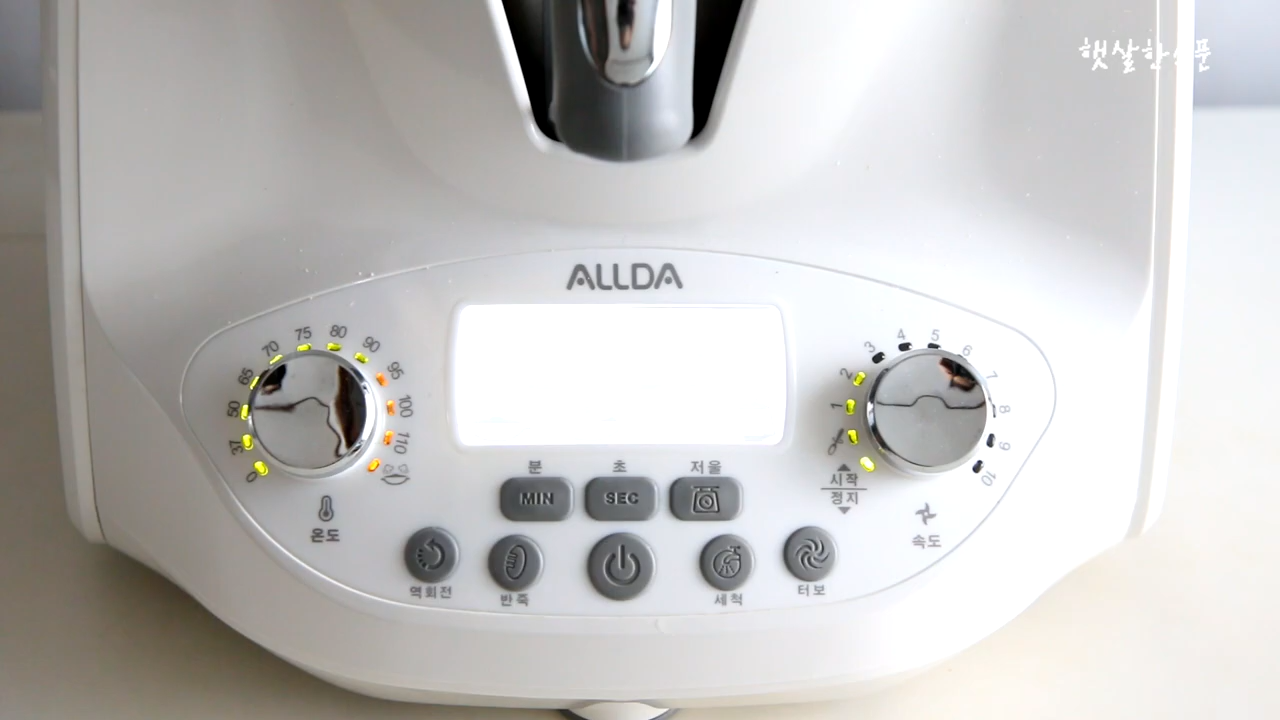 햇살한스푼
ALLDA
0 37 50 65 70 75 80 90 95 100 110
1 2 3 4 5 6 7 8 9 10
분 초 저울
MIN SEC
시작
정지
온도
속도
역회전 반죽 세척 터보